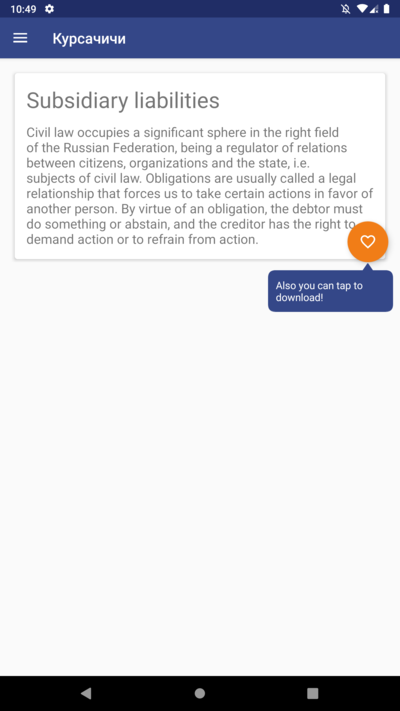 10:49
Курсачичи
Subsidiary liabilities
Civil law occupies a significant sphere in the right field
of the Russian Federation, being a regulator of relations
between citizens, organizations and the state, i.e.
subjects of civil law. Obligations are usually called a legal
relationship that forces us to take certain actions in favor of
another person. By virtue of an obligation, the debtor must
do something or abstain, and the creditor has the right to
demand action or to refrain from action.
Also you can tap to
download!